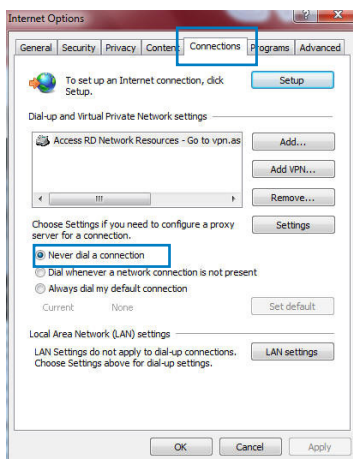 Internet Options
General Security Privacy Content Connections Programs Advanced
To set up an Internet connection, click
Setup.
Setup
Dial-up and Virtual Private Network settings
Access RD Network Resources - Go to vpn.as
Add...
Add VPN...
Remove...
Choose Settings if you need to configure a proxy
server for a connection.
Settings
Never dial a connection
Dial whenever a network connection is not present
Always dial my default connection
Current None
Set default
Local Area Network (LAN) settings
LAN Settings do not apply to dial-up connections.
Choose Settings above for dial-up settings.
LAN settings
OK Cancel Apply